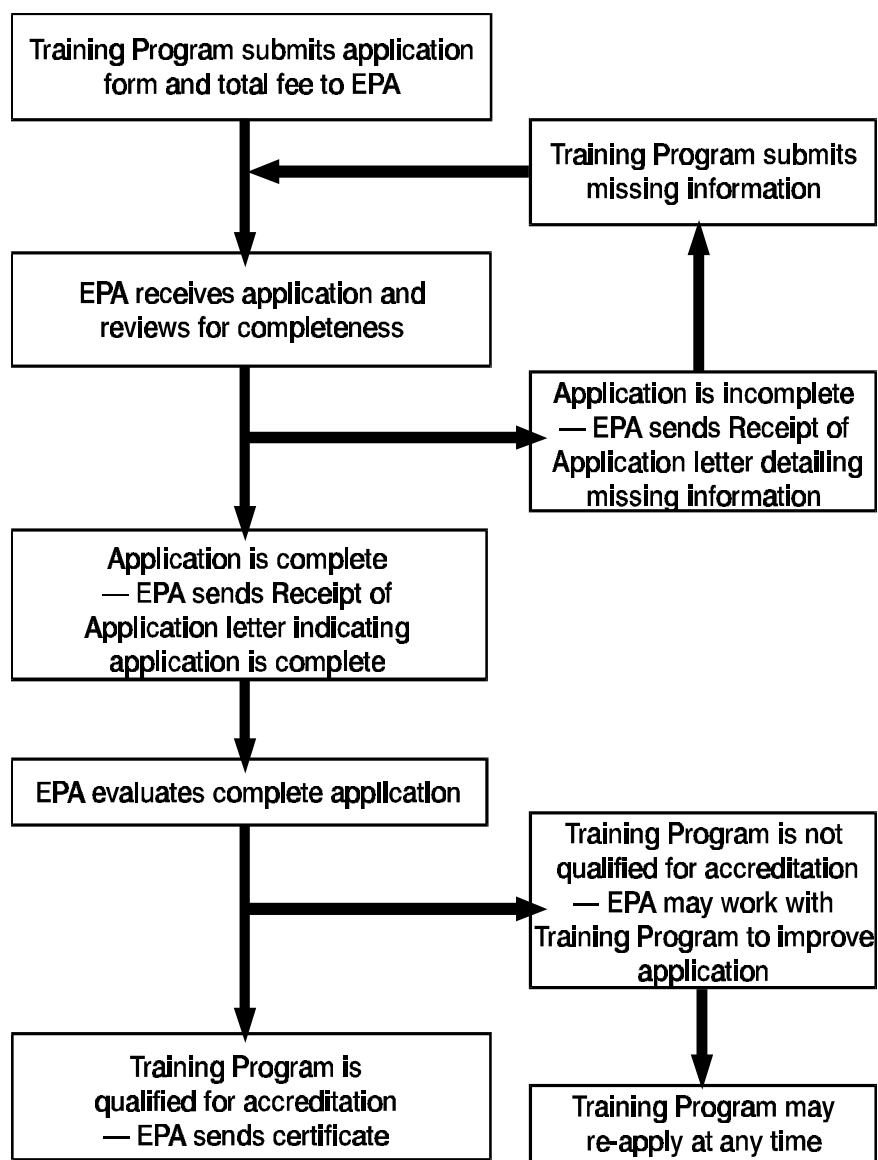 Training Program submits application
form and total fee to EPA
Training Program submits
missing information
EPA receives application and
reviews for completeness
Application is incomplete
— EPA sends Receipt of
Application letter detailing
missing information
Application is complete
— EPA sends Receipt of
Application letter indicating
application is complete
EPA evaluates complete application
Training Program is not
qualified for accreditation
— EPA may work with
Training Program to improve
application
Training Program is
qualified for accreditation
— EPA sends certificate
Training Program may
re-apply at any time